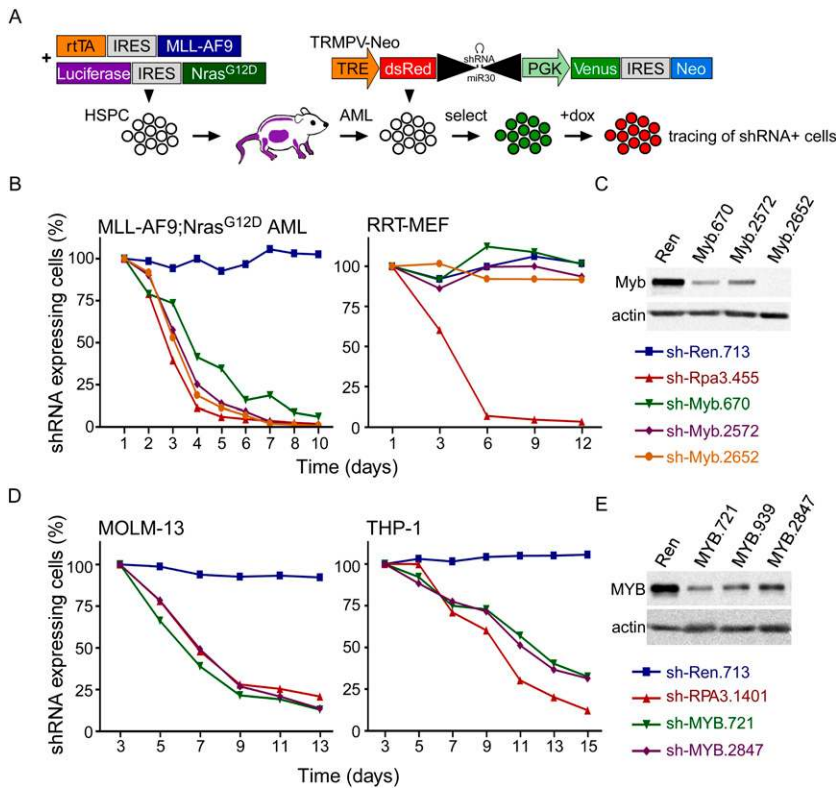 A
+ rtTA IRES MLL-AF9
Luciferase IRES Nras^G12D
TRMPV-Neo
TRE dsRed shRNA miR30 PGK Venus IRES Neo
HSPC AML select +dox tracing of shRNA+ cells
B
MLL-AF9;Nras^G12D AML
RRT-MEF
shRNA expressing cells (%)
100
75
50
25
0
1 2 3 4 5 6 7 8 9 10
Time (days)
100
75
50
25
0
1 3 6 9 12
Time (days)
C
Ren Myb.670 Myb.2572 Myb.2652
Myb
actin
sh-Ren.713
sh-Rpa3.455
sh-Myb.670
sh-Myb.2572
sh-Myb.2652
D
MOLM-13
THP-1
shRNA expressing cells (%)
100
75
50
25
0
3 5 7 9 11 13
Time (days)
100
75
50
25
0
3 5 7 9 11 13 15
Time (days)
E
Ren MYB.721 MYB.939 MYB.2847
MYB
actin
sh-Ren.713
sh-RPA3.1401
sh-MYB.721
sh-MYB.2847